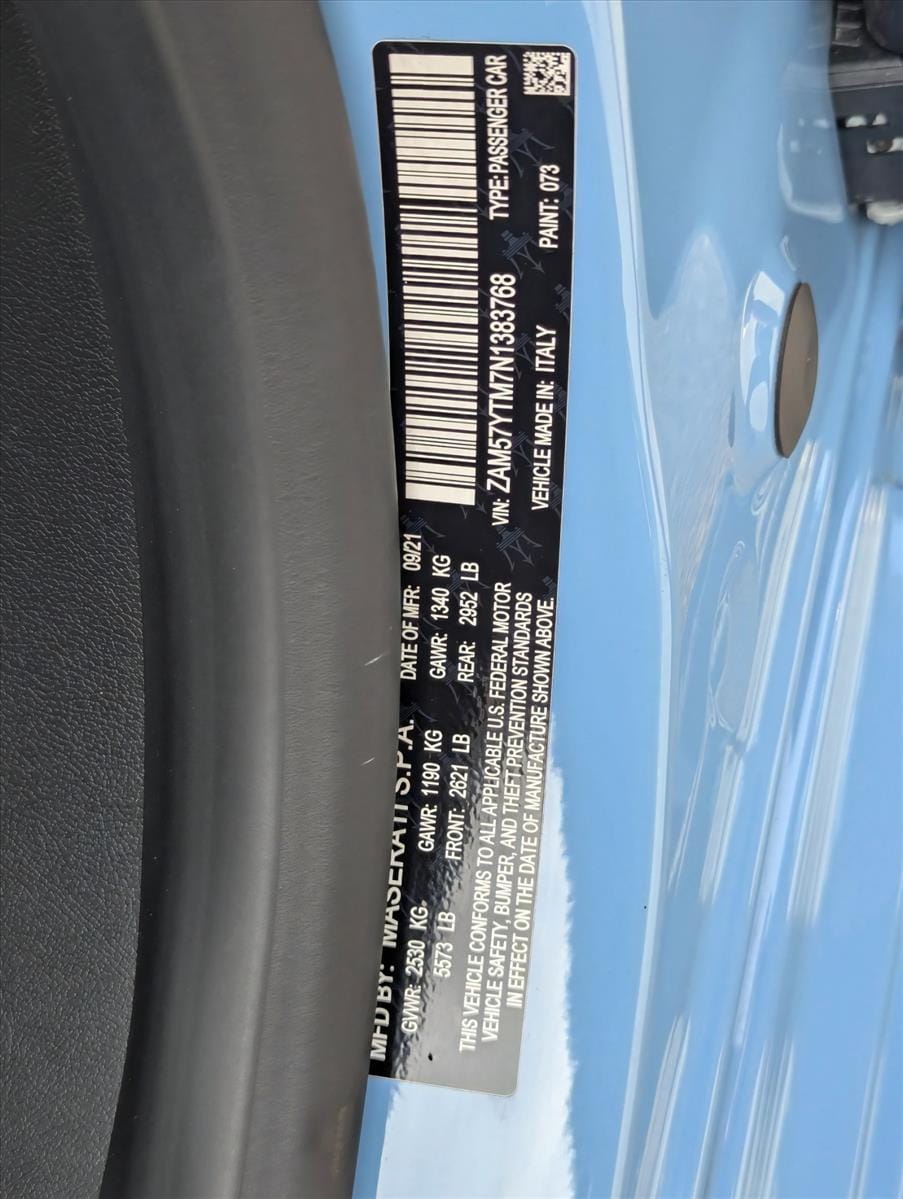 MFD BY: MASERATI S.P.A. DATE OF MFR: 09/21
GVWR: 2530 KG GAWR: 1190 KG GAWR: 1340 KG
5573 LB FRONT: 2621 LB REAR: 2952 LB
THIS VEHICLE CONFORMS TO ALL APPLICABLE U.S. FEDERAL MOTOR
VEHICLE SAFETY, BUMPER, AND THEFT PREVENTION STANDARDS
IN EFFECT ON THE DATE OF MANUFACTURE SHOWN ABOVE.
VIN: ZAM57YTM7N1383768 TYPE: PASSENGER CAR
VEHICLE MADE IN: ITALY PAINT: 073